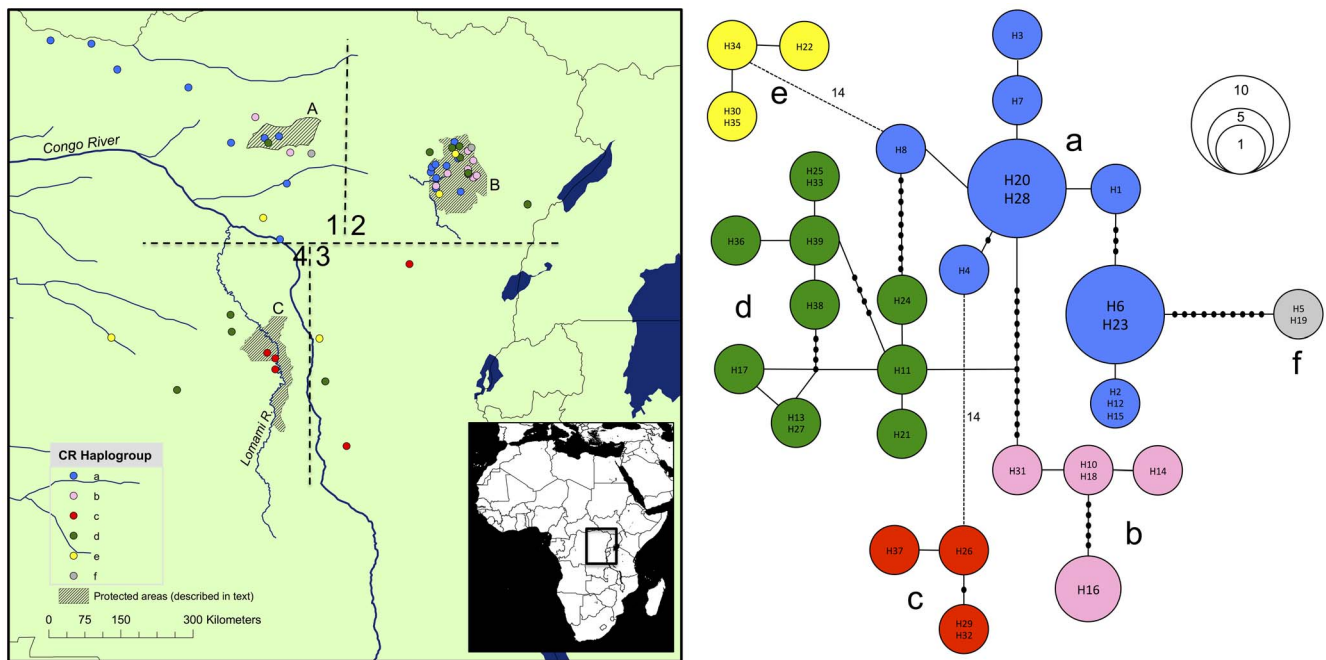 A
Congo River
B
1 2
4 3
C
Lomami R.
CR Haplogroup
a
b
c
d
e
f
Protected areas (described in text)
0 75 150 300 Kilometers
H34
H22
H30
H35
e
14
H3
H7
a
H20
H28
H8
H1
H4
10
5
1
H25
H33
H36
H39
H38
d
H24
H17
H11
H13
H27
H21
H6
H23
H5
H19
f
H2
H12
H15
14
H31
H10
H18
H14
b
H16
H37
H26
c
H29
H32